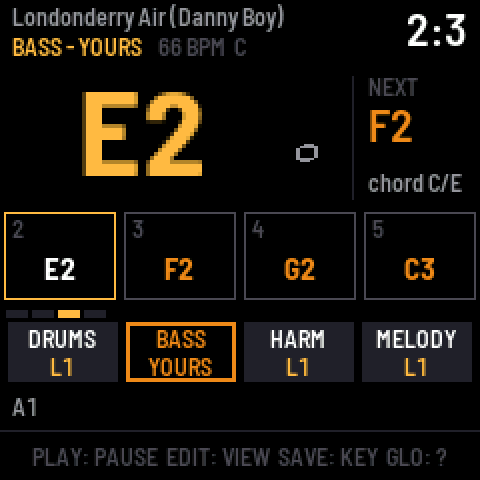 Londonderry Air (Danny Boy)
2:3
BASS - YOURS 66 BPM C
E2
NEXT
F2
chord C/E
2 3 4 5
E2 F2 G2 C3
DRUMS BASS HARM MELODY
L1 YOURS L1 L1
A1
PLAY: PAUSE EDIT: VIEW SAVE: KEY GLO: ?